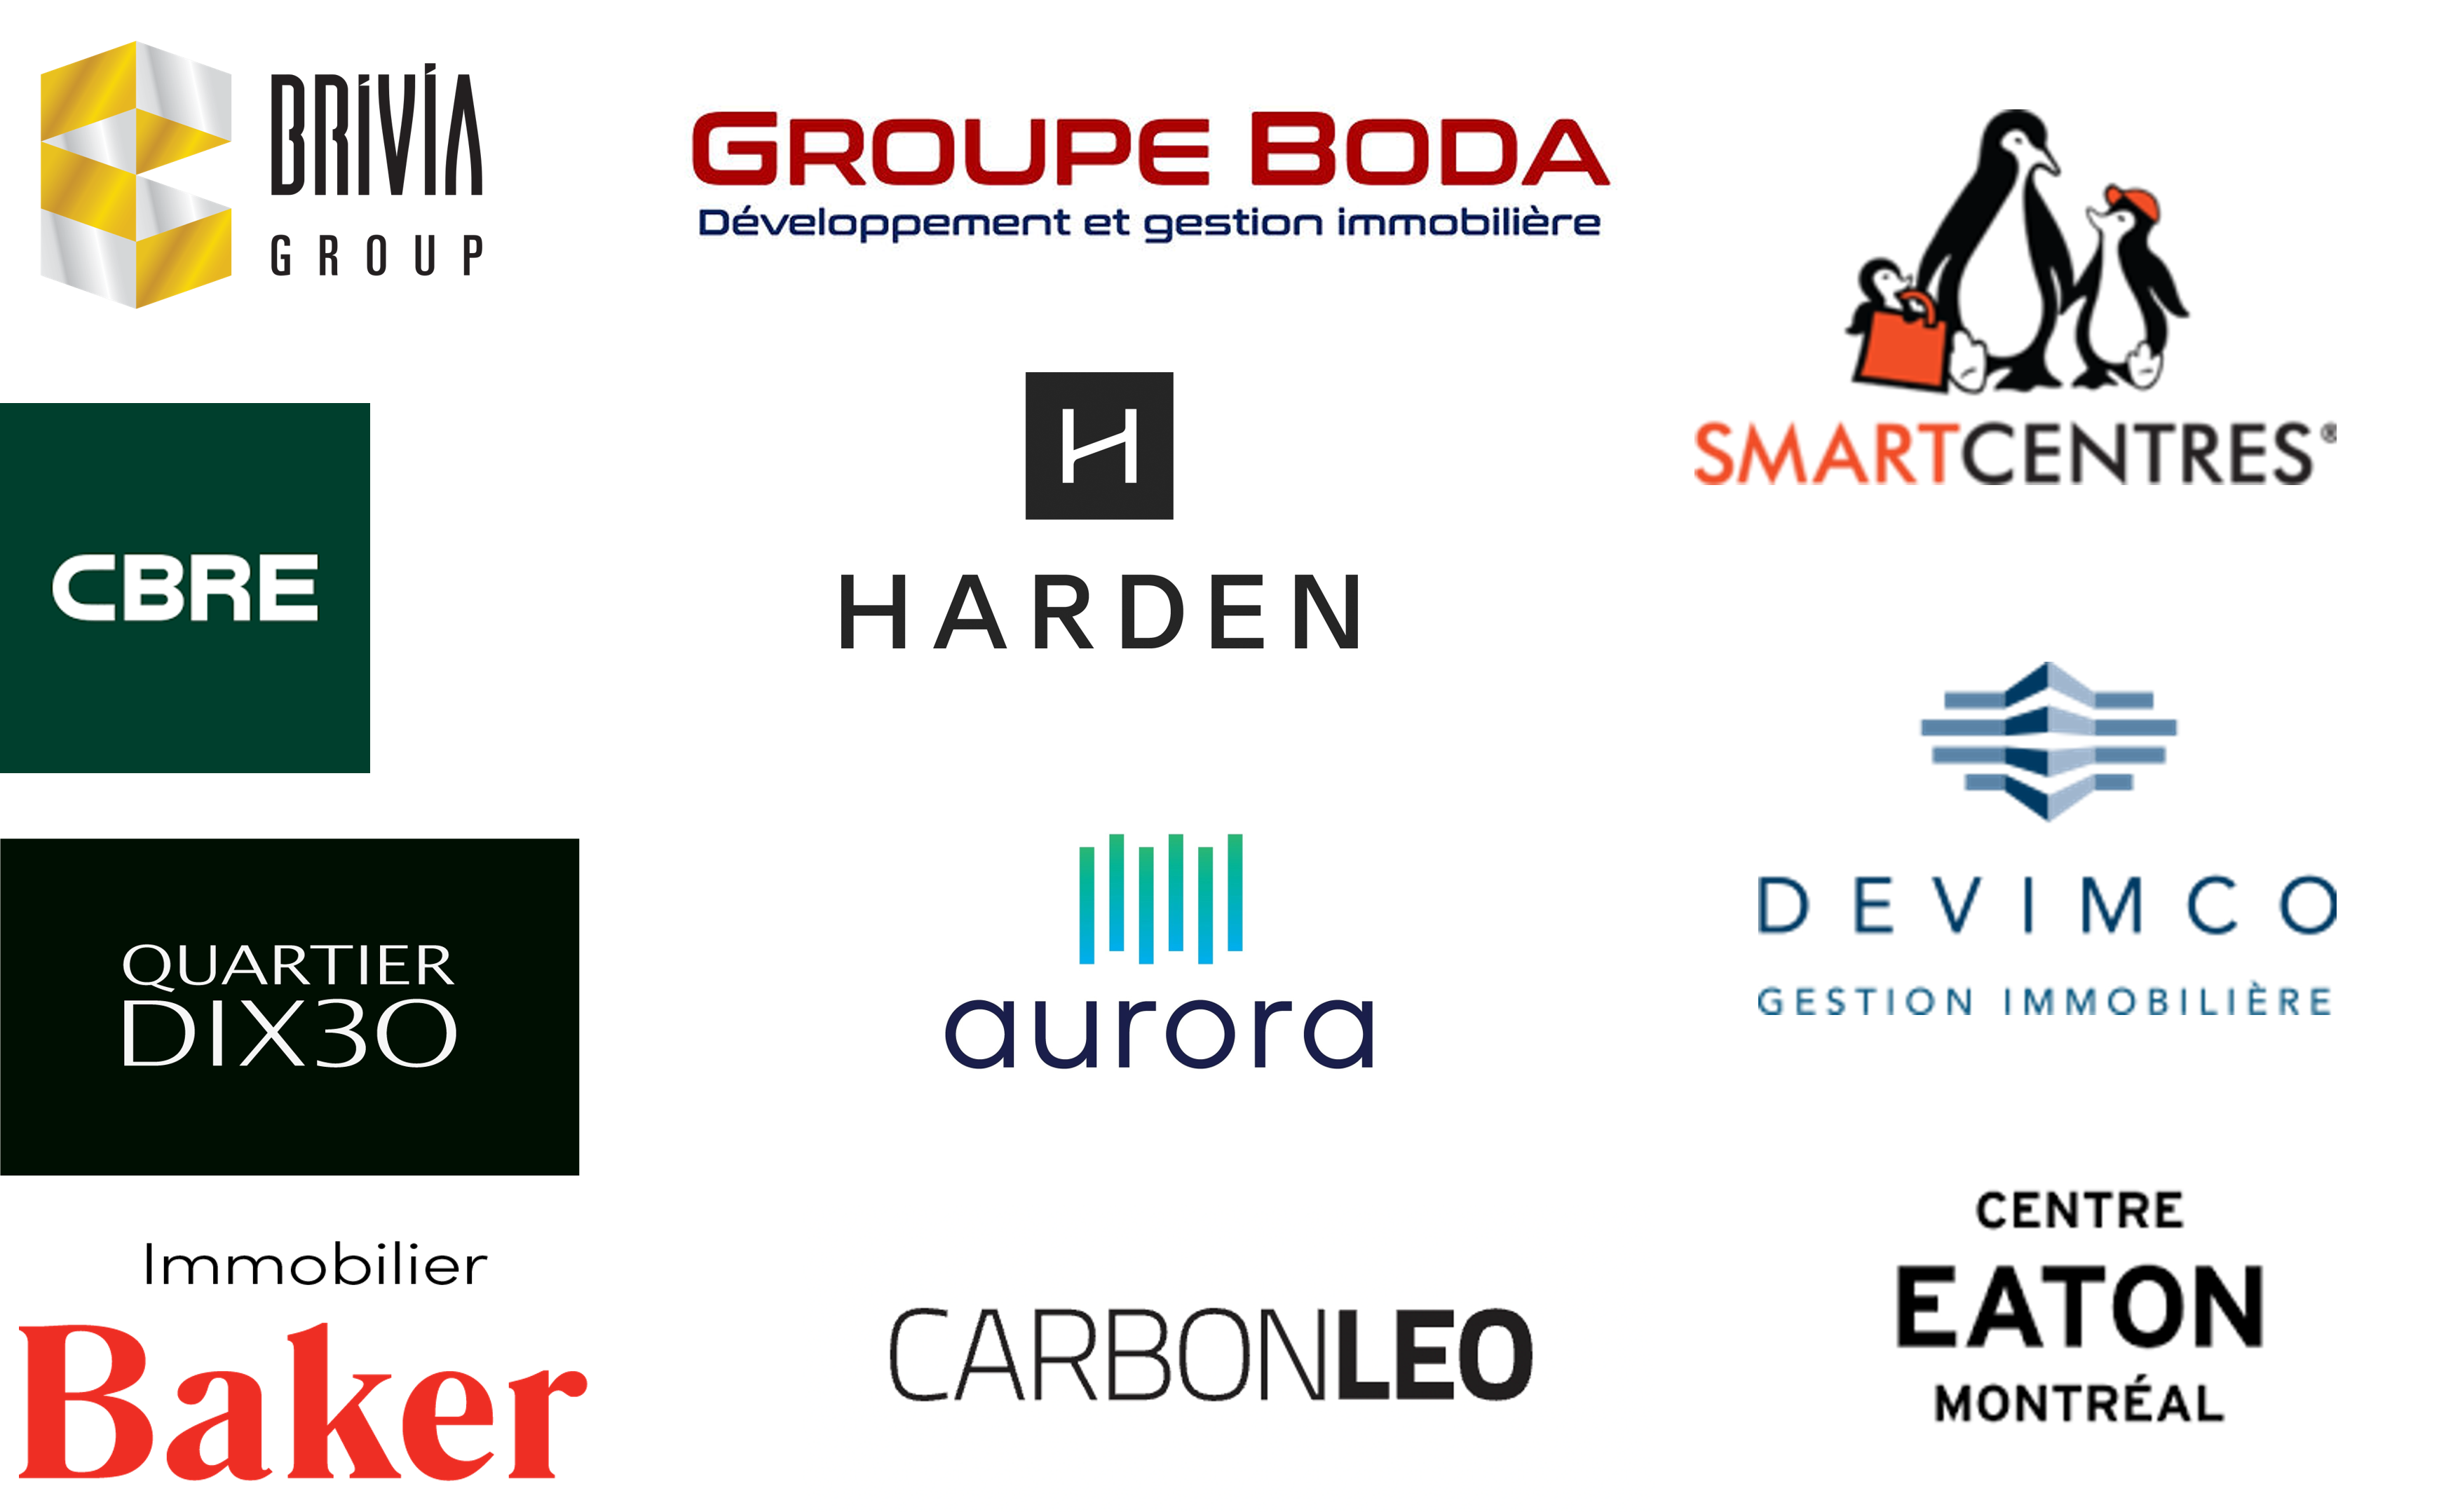 BRIVIA
GROUP
CBRE
QUARTIER
DIX30
Immobilier
Baker
GROUPE BODA
Développement et gestion immobilière
H
HARDEN
aurora
CARBONLEO
SMARTCENTRES®
DEVIMCO
GESTION IMMOBILIÈRE
CENTRE
EATON
MONTRÉAL